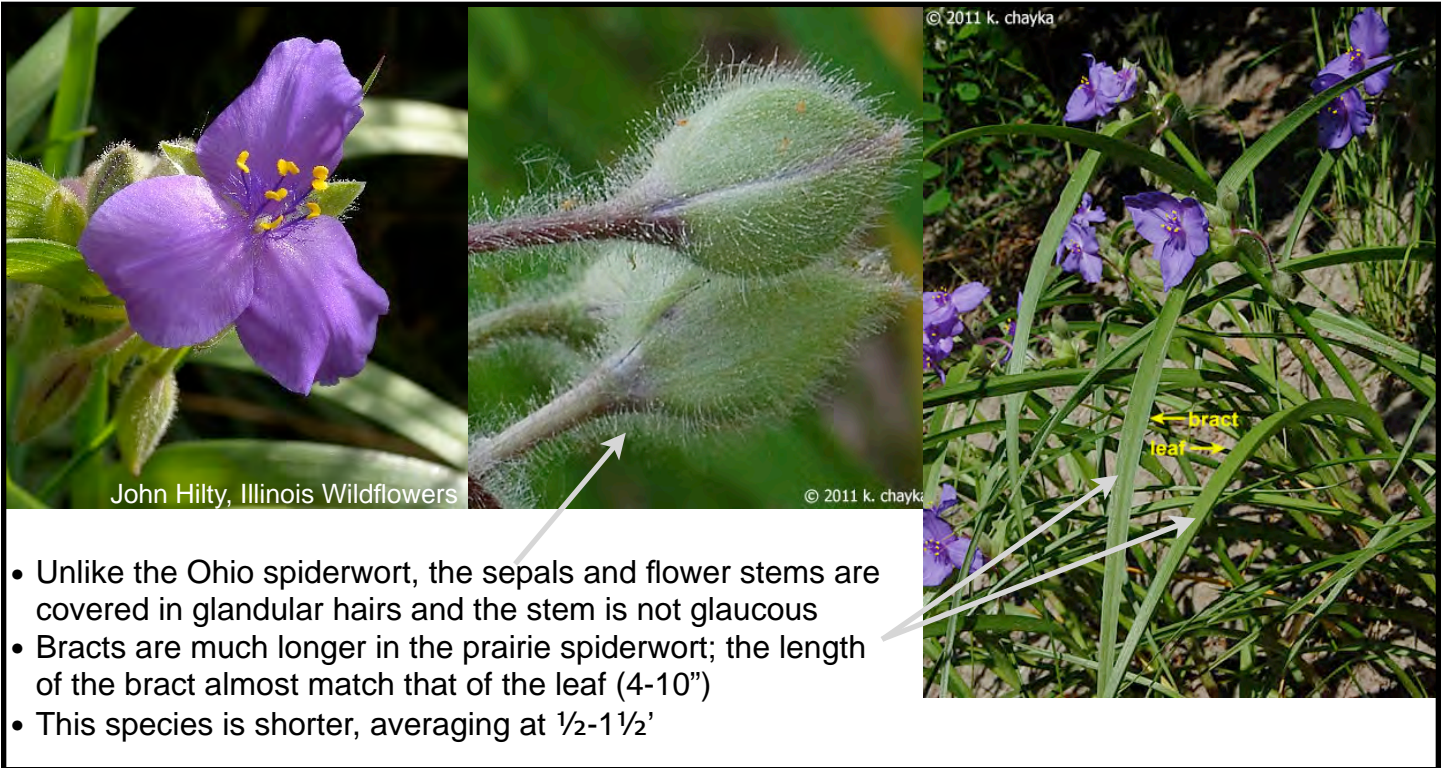 © 2011 k. chayka
John Hilty, Illinois Wildflowers
© 2011 k. chayka
← bract
leaf →
• Unlike the Ohio spiderwort, the sepals and flower stems are
covered in glandular hairs and the stem is not glaucous
• Bracts are much longer in the prairie spiderwort; the length
of the bract almost match that of the leaf (4-10”)
• This species is shorter, averaging at ½-1½’